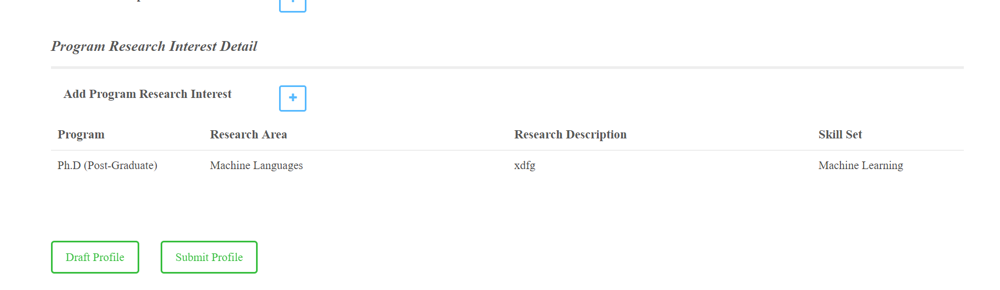 Program Research Interest Detail
Add Program Research Interest +
Program Research Area Research Description Skill Set
Ph.D (Post-Graduate) Machine Languages xdfg Machine Learning
Draft Profile Submit Profile